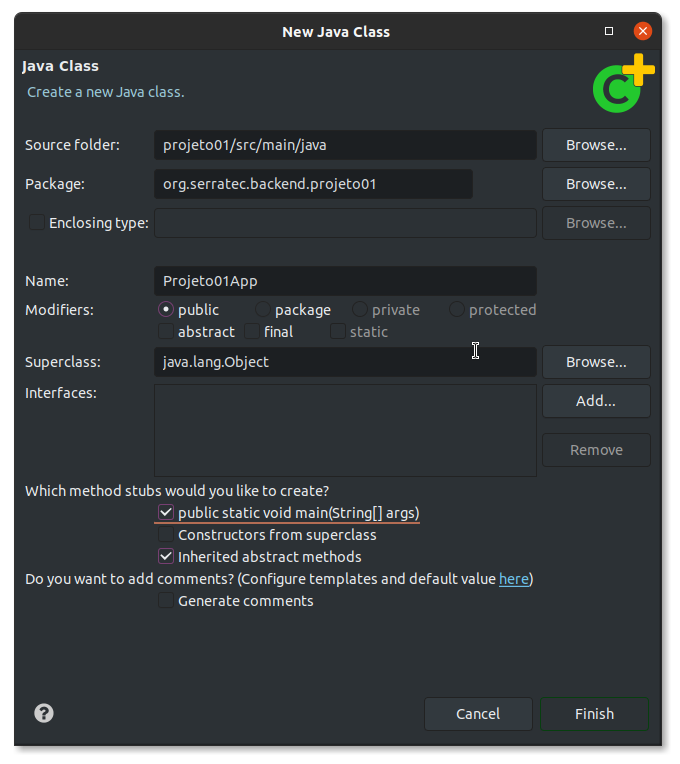 New Java Class
Java Class
Create a new Java class.
Source folder: projeto01/src/main/java Browse...
Package: org.serratec.backend.projeto01 Browse...
Enclosing type: Browse...
Name: Projeto01App
Modifiers: public package private protected
abstract final static
Superclass: java.lang.Object Browse...
Interfaces: Add...
Remove
Which method stubs would you like to create?
public static void main(String[] args)
Constructors from superclass
Inherited abstract methods
Do you want to add comments? (Configure templates and default value here)
Generate comments
? Cancel Finish